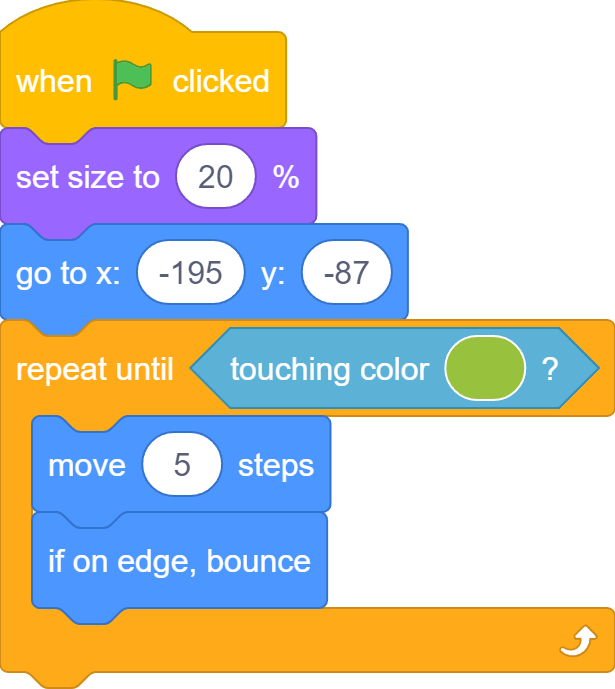 when clicked
set size to 20 %
go to x: -195 y: -87
repeat until touching color ?
move 5 steps
if on edge, bounce